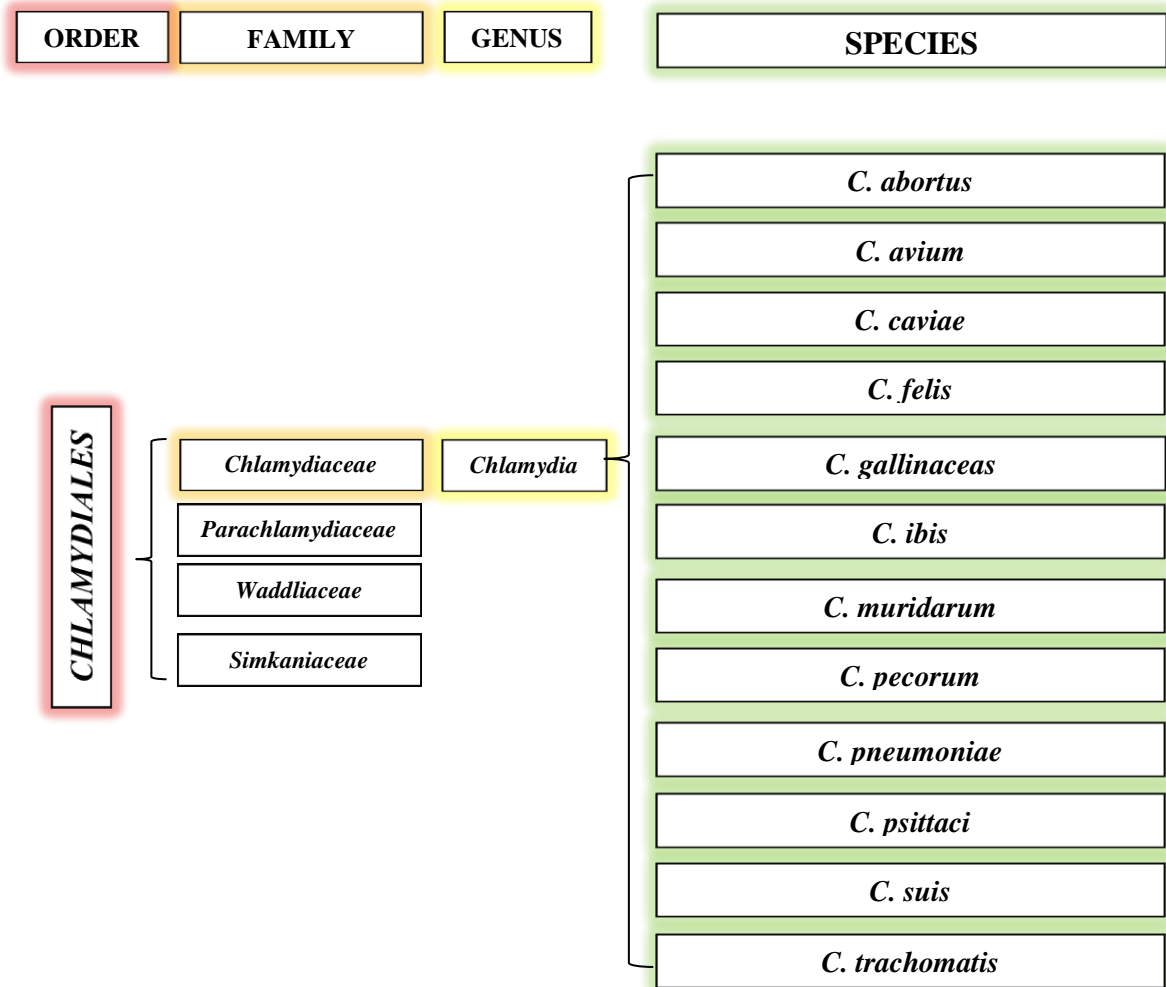 ORDER
FAMILY
GENUS
SPECIES
CHLAMYDIALES
Chlamydiaceae
Parachlamydiaceae
Waddliaceae
Simkaniaceae
Chlamydia
C. abortus
C. avium
C. caviae
C. felis
C. gallinaceas
C. ibis
C. muridarum
C. pecorum
C. pneumoniae
C. psittaci
C. suis
C. trachomatis